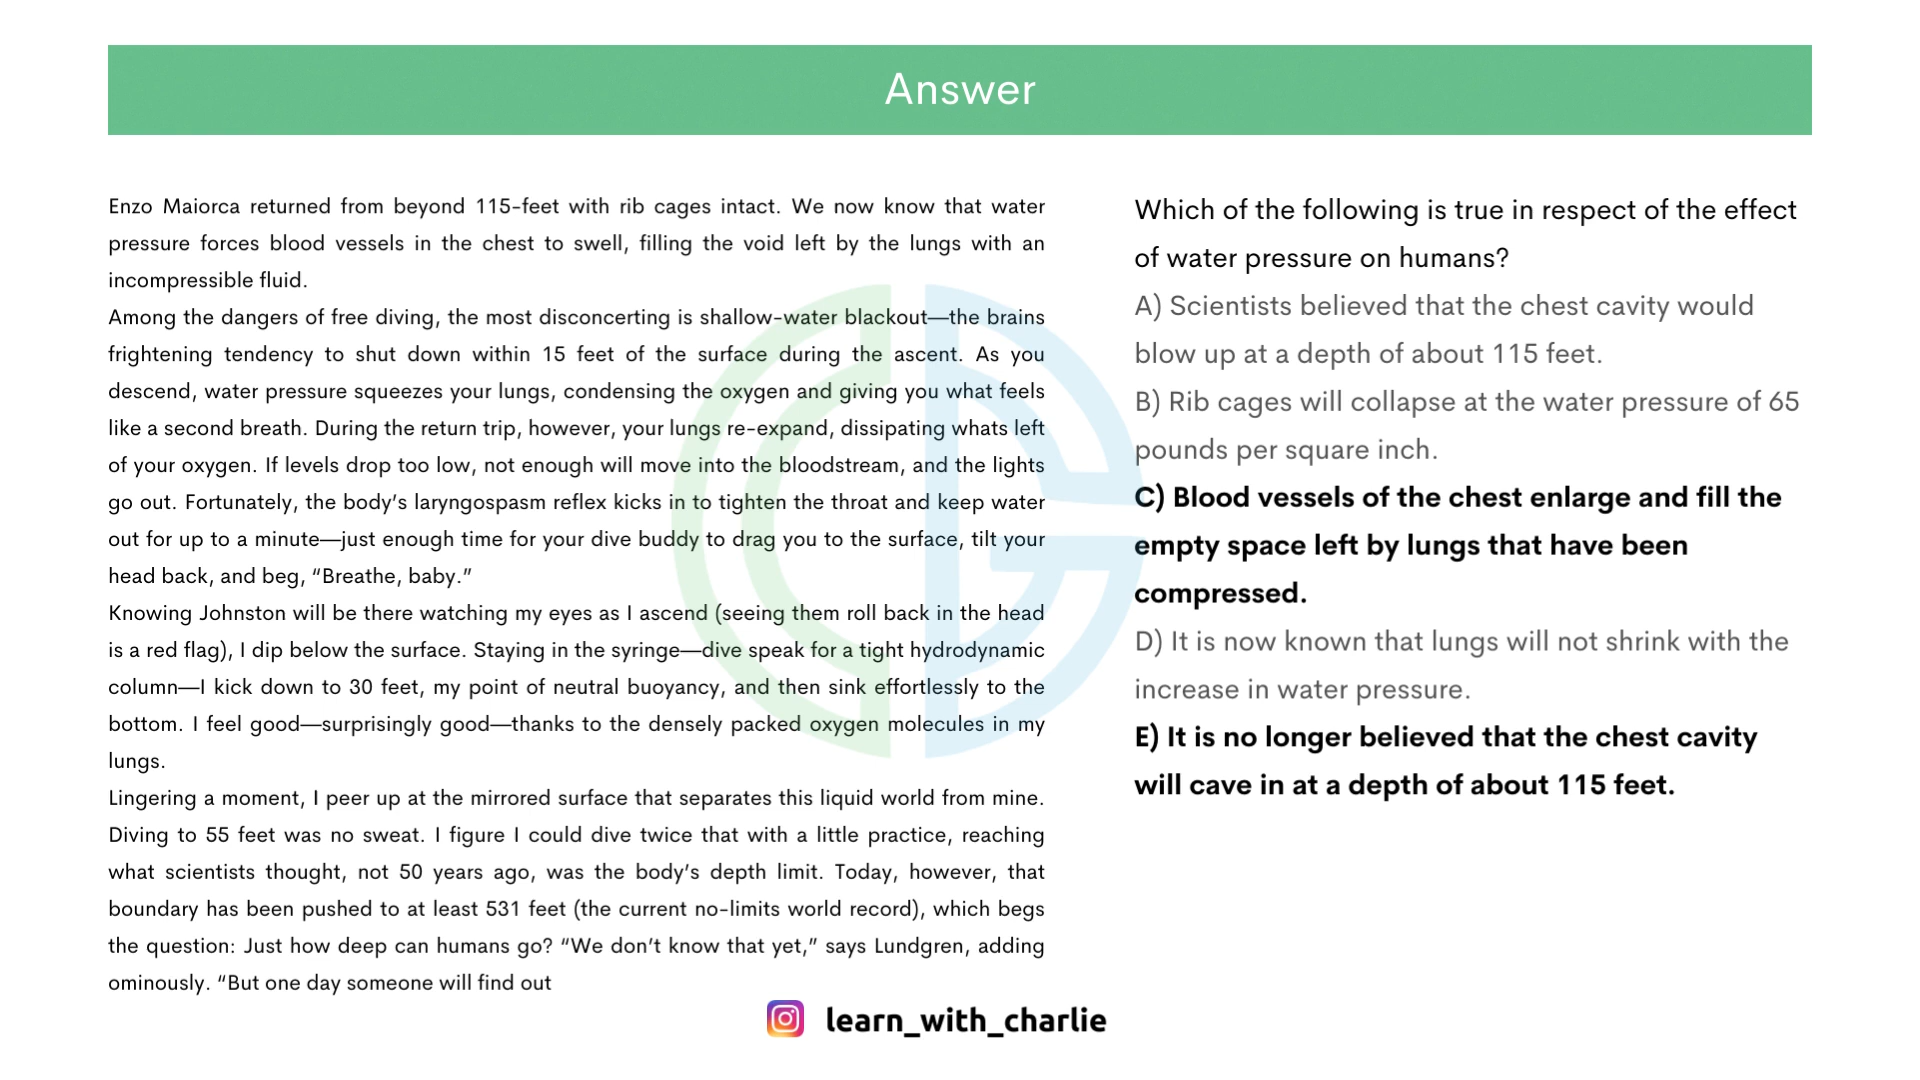 Answer
Enzo Maiorca returned from beyond 115-feet with rib cages intact. We now know that water
pressure forces blood vessels in the chest to swell, filling the void left by the lungs with an
incompressible fluid.
Among the dangers of free diving, the most disconcerting is shallow-water blackout—the brains
frightening tendency to shut down within 15 feet of the surface during the ascent. As you
descend, water pressure squeezes your lungs, condensing the oxygen and giving you what feels
like a second breath. During the return trip, however, your lungs re-expand, dissipating whats left
of your oxygen. If levels drop too low, not enough will move into the bloodstream, and the lights
go out. Fortunately, the body’s laryngospasm reflex kicks in to tighten the throat and keep water
out for up to a minute—just enough time for your dive buddy to drag you to the surface, tilt your
head back, and beg, “Breathe, baby.”
Knowing Johnston will be there watching my eyes as I ascend (seeing them roll back in the head
is a red flag), I dip below the surface. Staying in the syringe—dive speak for a tight hydrodynamic
column—I kick down to 30 feet, my point of neutral buoyancy, and then sink effortlessly to the
bottom. I feel good—surprisingly good—thanks to the densely packed oxygen molecules in my
lungs.
Lingering a moment, I peer up at the mirrored surface that separates this liquid world from mine.
Diving to 55 feet was no sweat. I figure I could dive twice that with a little practice, reaching
what scientists thought, not 50 years ago, was the body’s depth limit. Today, however, that
boundary has been pushed to at least 531 feet (the current no-limits world record), which begs
the question: Just how deep can humans go? “We don’t know that yet,” says Lundgren, adding
ominously. “But one day someone will find out
Which of the following is true in respect of the effect
of water pressure on humans?
A) Scientists believed that the chest cavity would
blow up at a depth of about 115 feet.
B) Rib cages will collapse at the water pressure of 65
pounds per square inch.
C) Blood vessels of the chest enlarge and fill the
empty space left by lungs that have been
compressed.
D) It is now known that lungs will not shrink with the
increase in water pressure.
E) It is no longer believed that the chest cavity
will cave in at a depth of about 115 feet.
learn_with_charlie